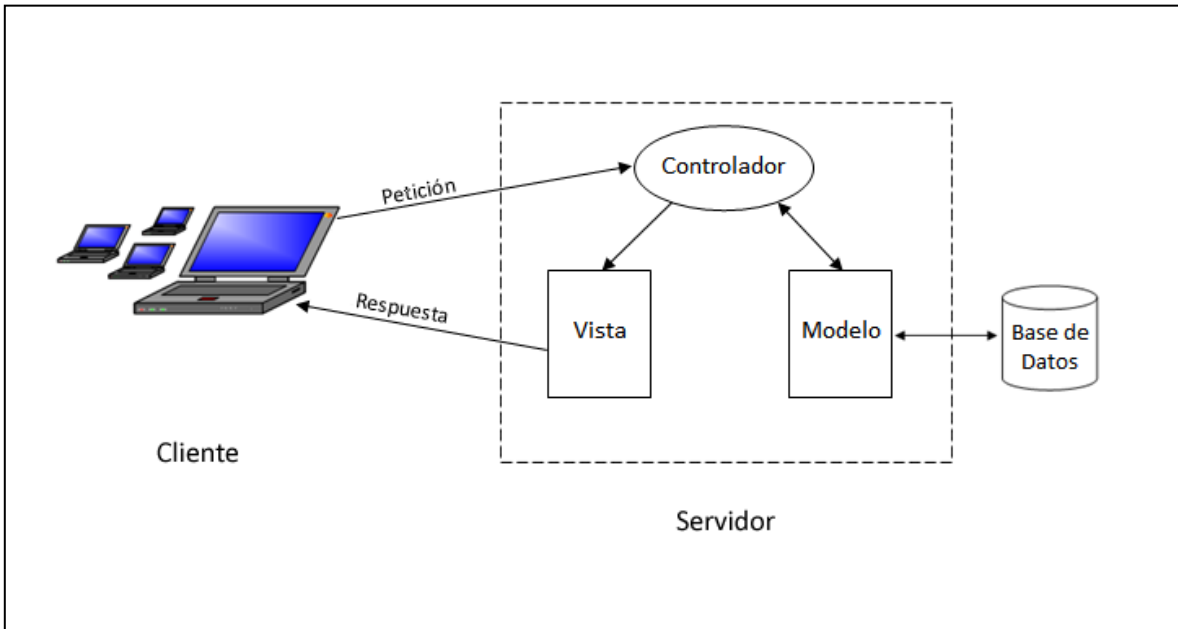 Controlador
Petición
Respuesta
Vista
Modelo
Base de
Datos
Cliente
Servidor